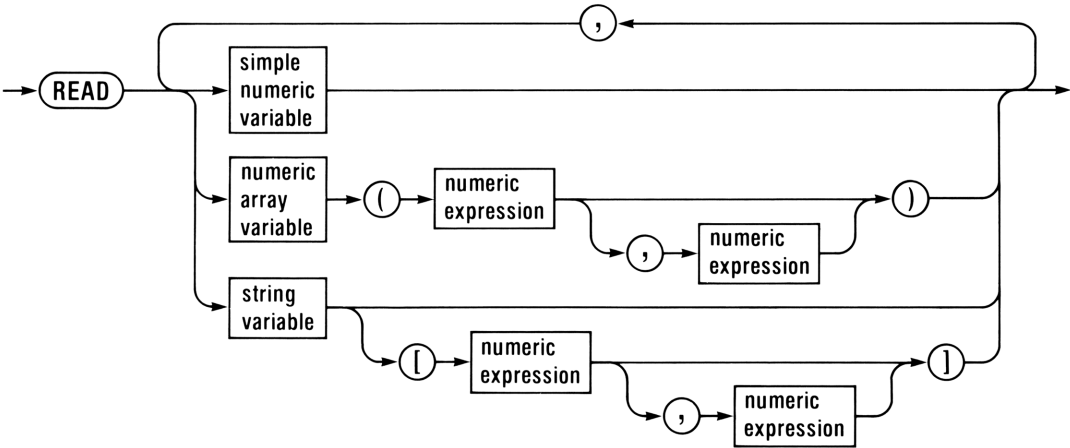 ,
READ
simple
numeric
variable
numeric
array
variable
(
numeric
expression
)
,
numeric
expression
string
variable
[
numeric
expression
]
,
numeric
expression